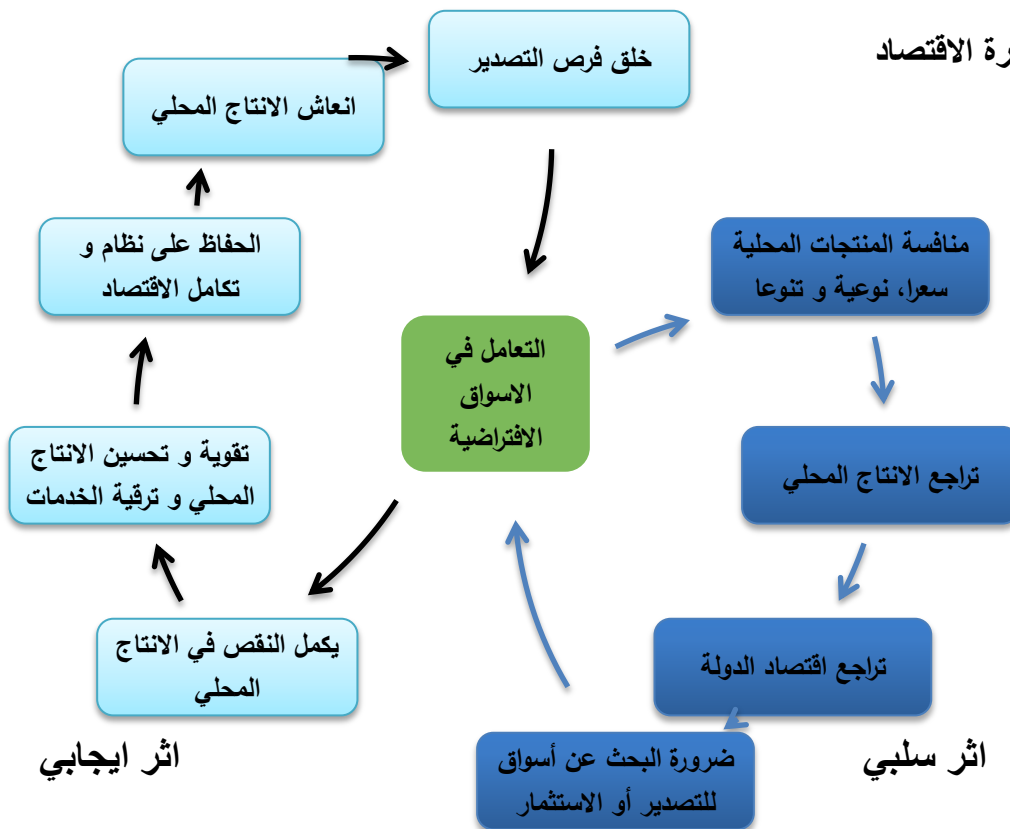 رة الاقتصاد
خلق فرص التصدير
انعاش الانتاج المحلي
الحفاظ على نظام و
تكامل الاقتصاد
منافسة المنتجات المحلية
سعرا، نوعية و تنوعا
التعامل في
الاسواق
الافتراضية
تقوية و تحسين الانتاج
المحلي و ترقية الخدمات
تراجع الانتاج المحلي
يكمل النقص في الانتاج
المحلي
تراجع اقتصاد الدولة
ضرورة البحث عن أسواق
للتصدير أو الاستثمار
اثر سلبي
اثر ايجابي